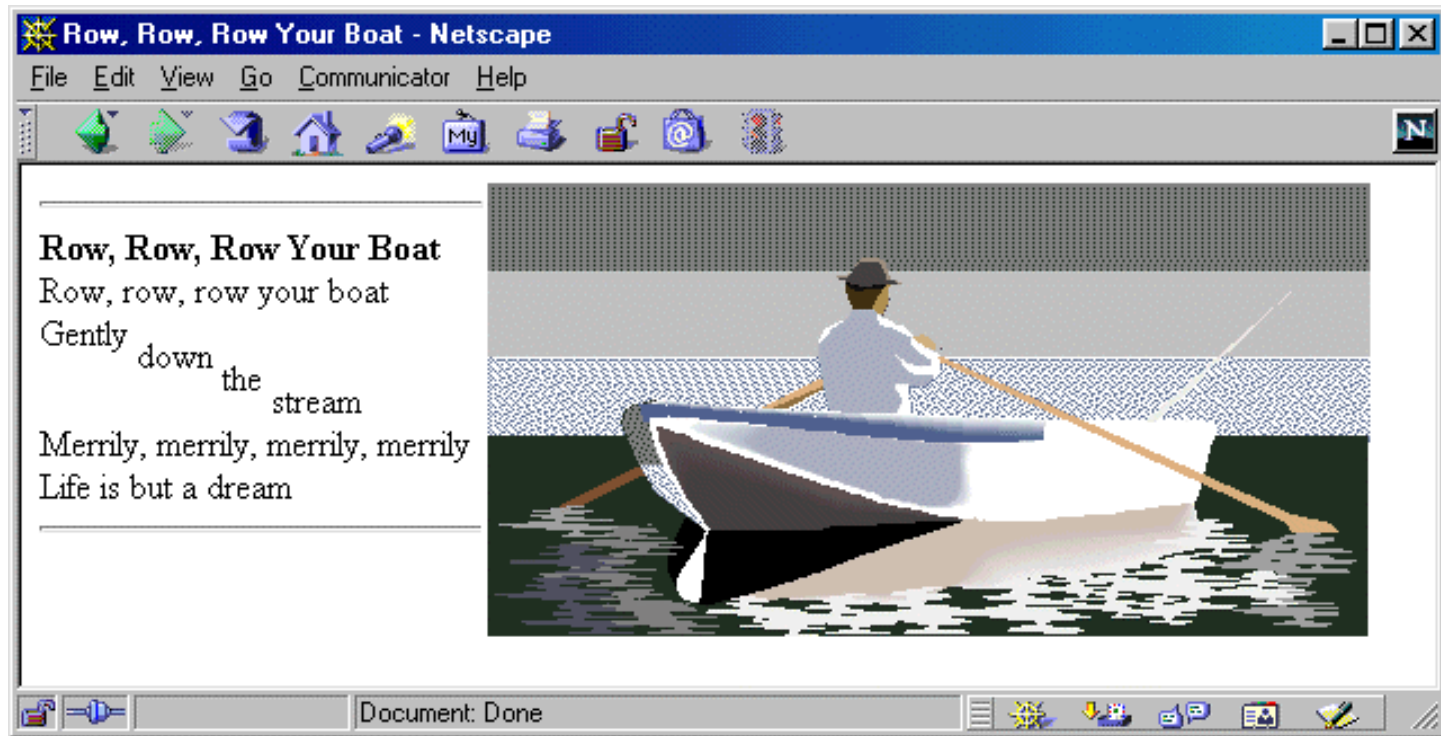 Row, Row, Row Your Boat - Netscape
File Edit View Go Communicator Help
My @ N
Row, Row, Row Your Boat
Row, row, row your boat
Gently
down
the
stream
Merrily, merrily, merrily, merrily
Life is but a dream
Document: Done